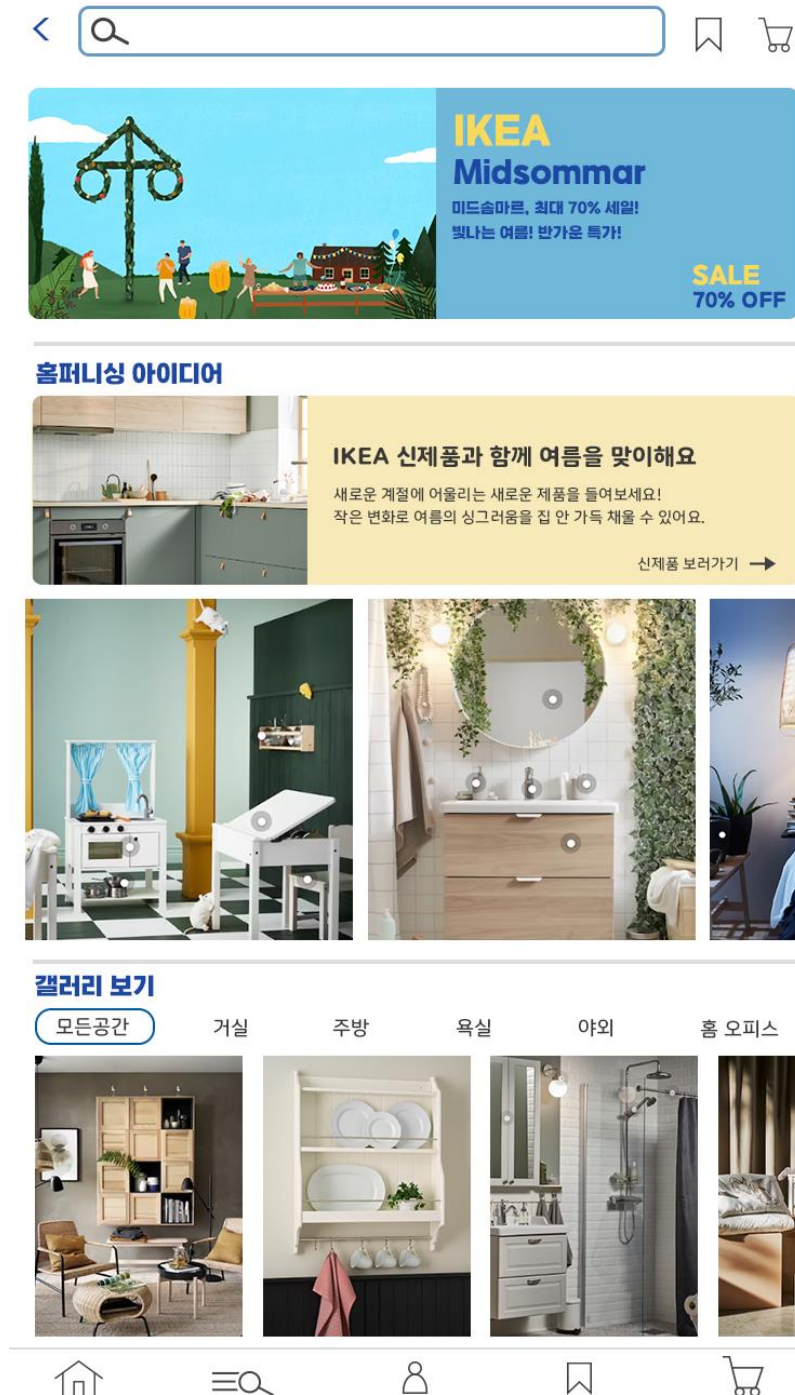 IKEA
Midsommar
미드솜마르, 최대 70% 세일!
빛나는 여름! 반가운 특가!
SALE
70% OFF
홈퍼니싱 아이디어
IKEA 신제품과 함께 여름을 맞이해요
새로운 계절에 어울리는 새로운 제품을 들여보세요!
작은 변화로 여름의 싱그러움을 집 안 가득 채울 수 있어요.
신제품 보러가기
갤러리 보기
모든공간 거실 주방 욕실 야외 홈 오피스